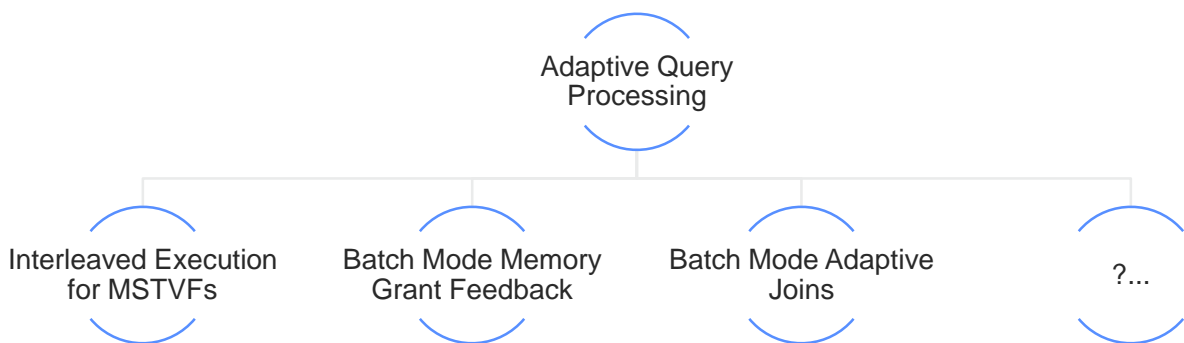 Adaptive Query
Processing
Interleaved Execution
for MSTVFs
Batch Mode Memory
Grant Feedback
Batch Mode Adaptive
Joins
?...